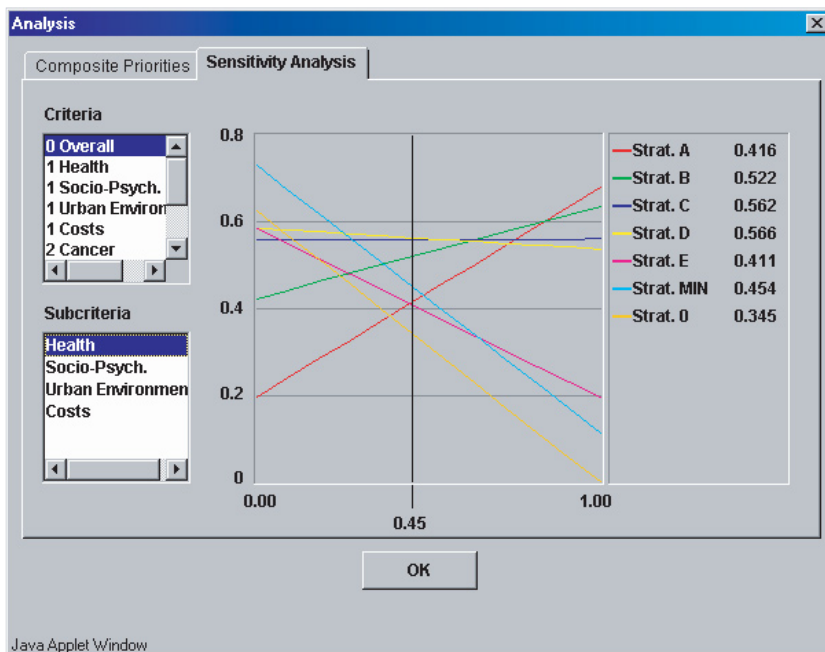 Analysis
Composite Priorities
Sensitivity Analysis
Criteria
0 Overall
1 Health
1 Socio-Psych.
1 Urban Environ
1 Costs
2 Cancer
Subcriteria
Health
Socio-Psych.
Urban Environmen
Costs
0.8
0.6
0.4
0.2
0
0.00
1.00
0.45
Strat. A 0.416
Strat. B 0.522
Strat. C 0.562
Strat. D 0.566
Strat. E 0.411
Strat. MIN 0.454
Strat. 0 0.345
OK
Java Applet Window